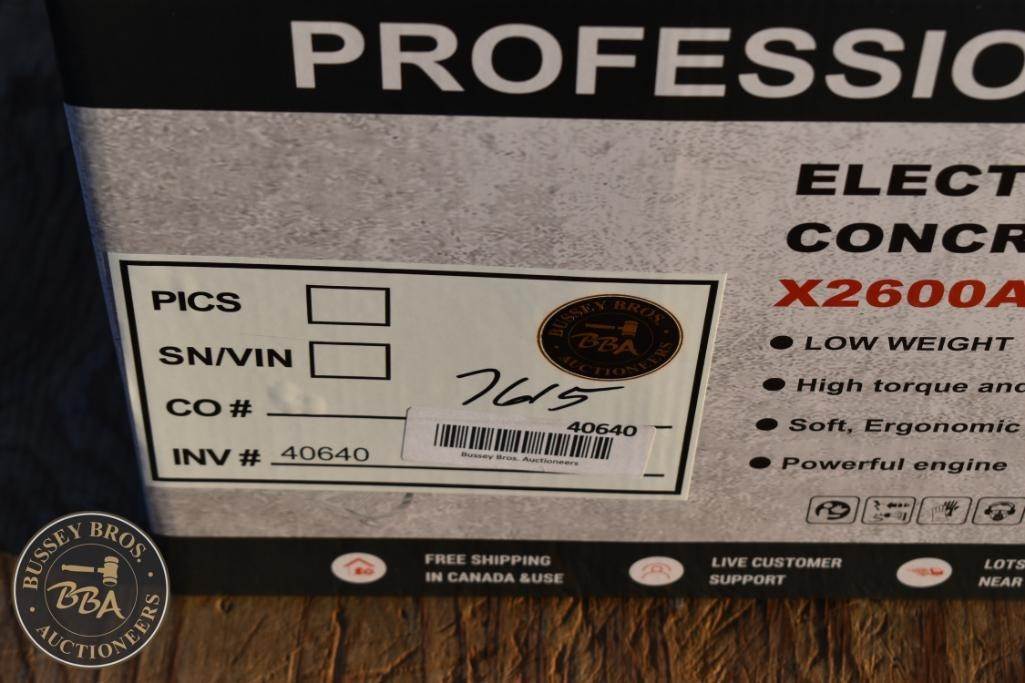 PROFESSIO
ELECT
CONCR
X2600A
LOW WEIGHT
High torque and
Soft, Ergonomic
Powerful engine
PICS
SN/VIN
CO #
INV # 40640
BUSSEY BROS.
BBA
AUCTIONEERS
7615
40640
Bussey Bros. Auctioneers
FREE SHIPPING
IN CANADA &USE
LIVE CUSTOMER
SUPPORT
LOTS
NEAR
BUSSEY BROS.
BBA
AUCTIONEERS